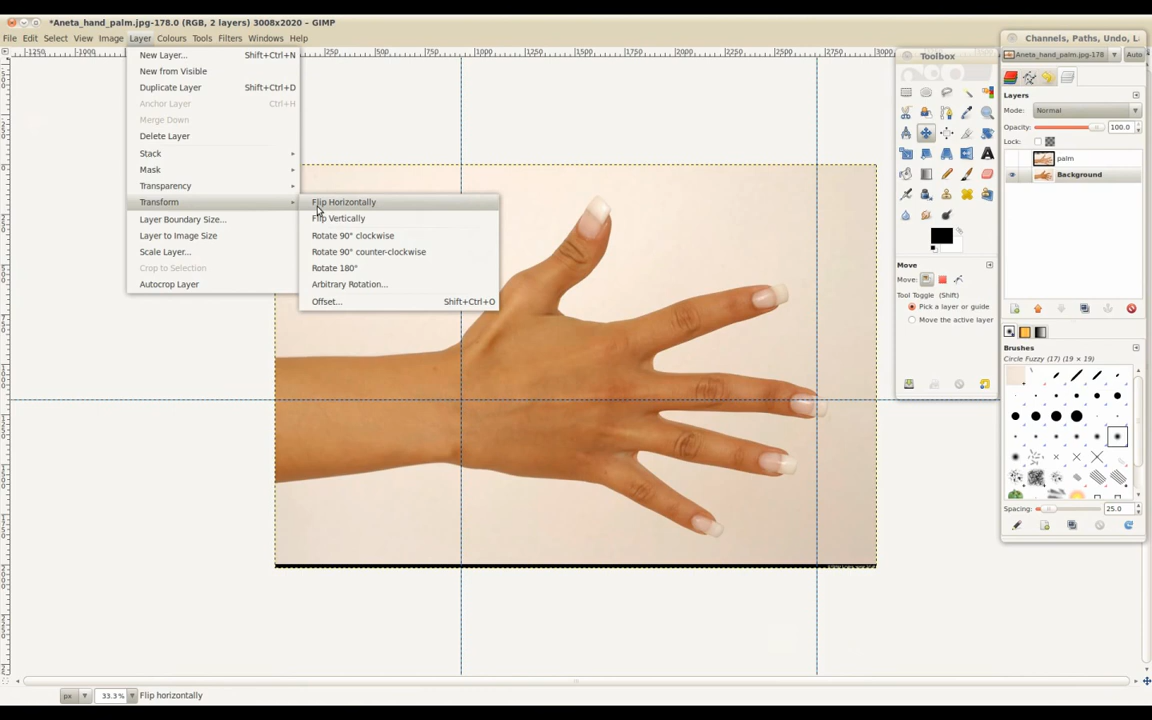 *Aneta_hand_palm.jpg-178.0 (RGB, 2 layers) 3008x2020 – GIMP
File Edit Select View Image Layer Colours Tools Filters Windows Help
New Layer... Shift+Ctrl+N
New from Visible
Duplicate Layer Shift+Ctrl+D
Anchor Layer Ctrl+H
Merge Down
Delete Layer
Stack
Mask
Transparency
Transform
Layer Boundary Size...
Layer to Image Size
Scale Layer...
Crop to Selection
Autocrop Layer
Flip Horizontally
Flip Vertically
Rotate 90° clockwise
Rotate 90° counter-clockwise
Rotate 180°
Arbitrary Rotation...
Offset... Shift+Ctrl+O
Toolbox
Move
Move:
Tool Toggle (Shift)
Pick a layer or guide
Move the active layer
Channels, Paths, Undo, L
Aneta_hand_palm.jpg-178 Auto
Layers
Mode: Normal
Opacity: 100.0
Lock:
palm
Background
Brushes
Circle Fuzzy (17) (19 × 19)
Spacing: 25.0
px 33.3% Flip horizontally